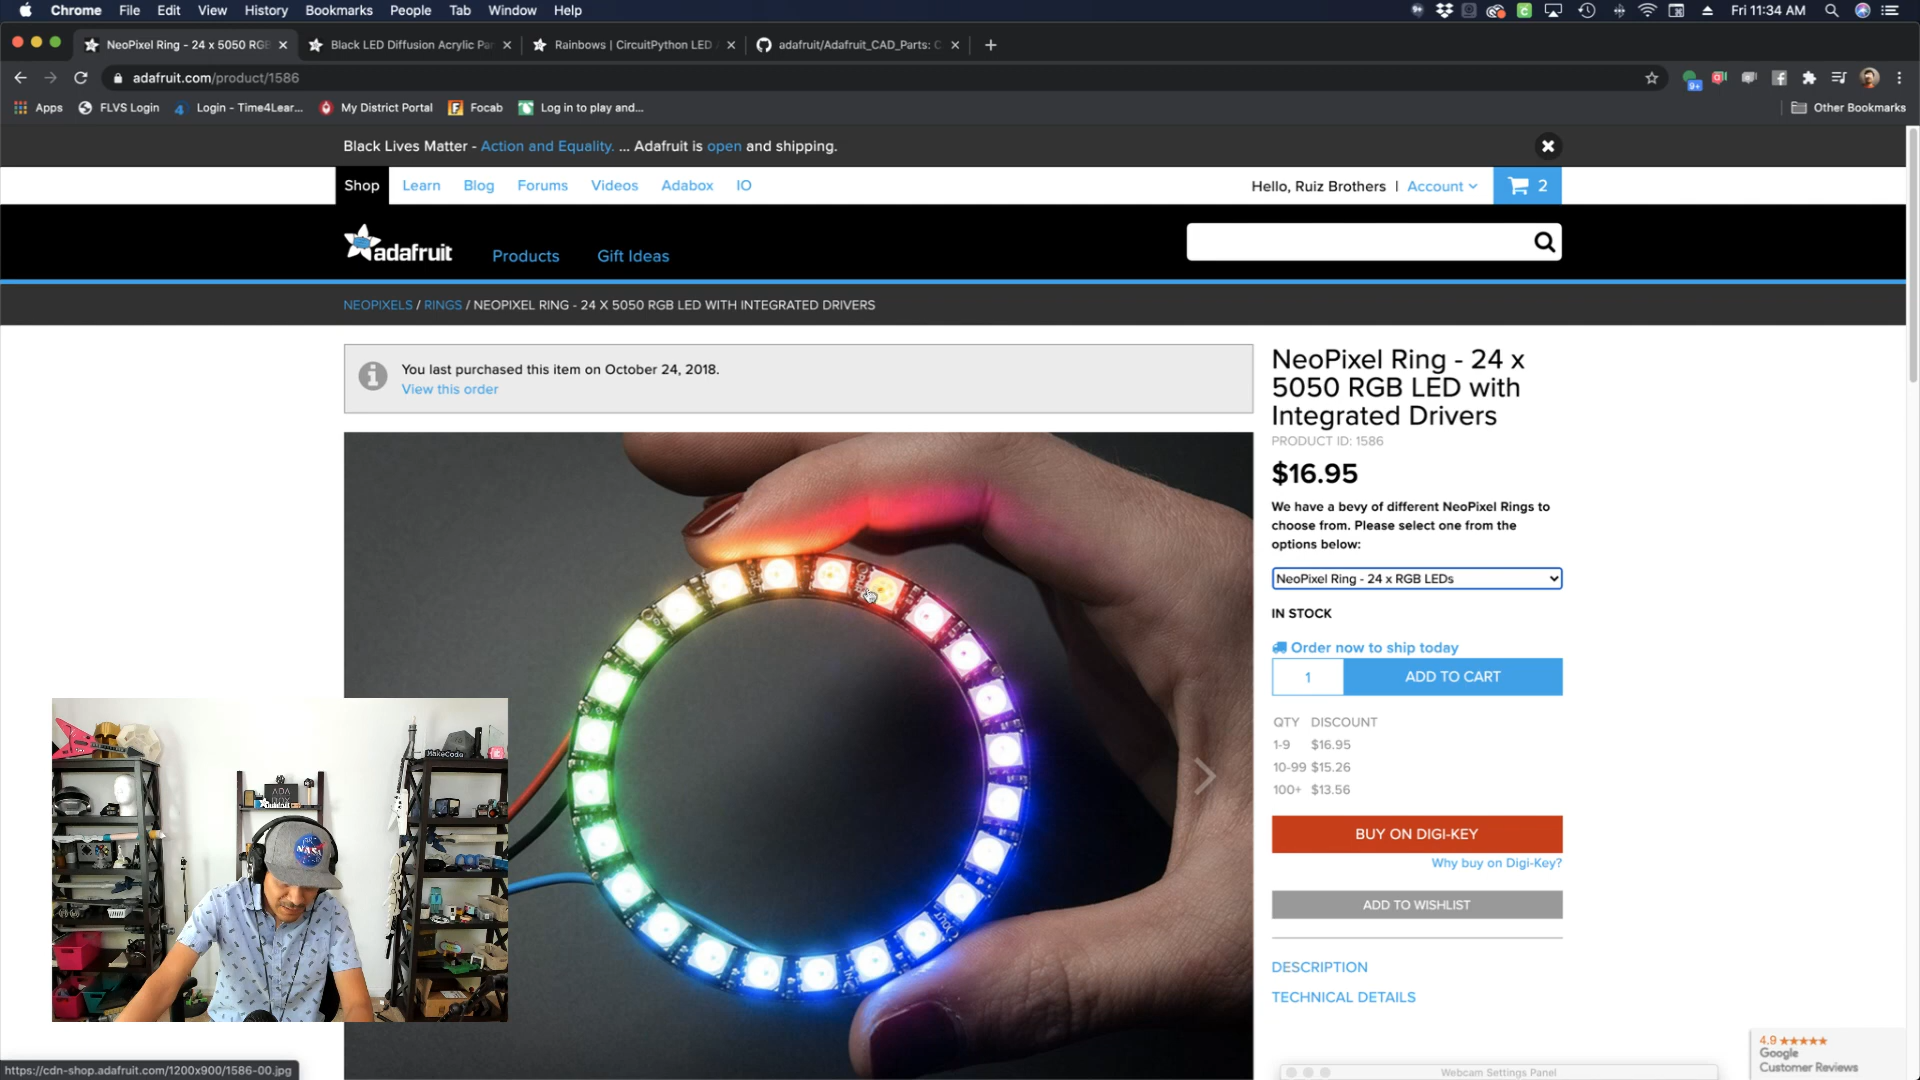 Chrome File Edit View History Bookmarks People Tab Window Help
Fri 11:34 AM
NeoPixel Ring - 24 x 5050 RGB
Black LED Diffusion Acrylic Pa
Rainbows | CircuitPython LED
adafruit/Adafruit_CAD_Parts: C
adafruit.com/product/1586
9+
Apps FLVS Login Login - Time4Lear... My District Portal Focab Log in to play and... Other Bookmarks
Black Lives Matter - Action and Equality. ... Adafruit is open and shipping.
Shop Learn Blog Forums Videos Adabox IO
Hello, Ruiz Brothers | Account 2
adafruit Products Gift Ideas
NEOPIXELS / RINGS / NEOPIXEL RING - 24 X 5050 RGB LED WITH INTEGRATED DRIVERS
You last purchased this item on October 24, 2018.
View this order
NeoPixel Ring - 24 x
5050 RGB LED with
Integrated Drivers
PRODUCT ID: 1586
$16.95
We have a bevy of different NeoPixel Rings to
choose from. Please select one from the
options below:
NeoPixel Ring - 24 x RGB LEDs
IN STOCK
Order now to ship today
1 ADD TO CART
QTY DISCOUNT
1-9 $16.95
10-99 $15.26
100+ $13.56
BUY ON DIGI-KEY
Why buy on Digi-Key?
ADD TO WISHLIST
DESCRIPTION
TECHNICAL DETAILS
MakeCode
ADA
BOX
NASA
4.9
Google
Customer Reviews
Webcam Settings Panel
https://cdn-shop.adafruit.com/1200x900/1586-00.jpg